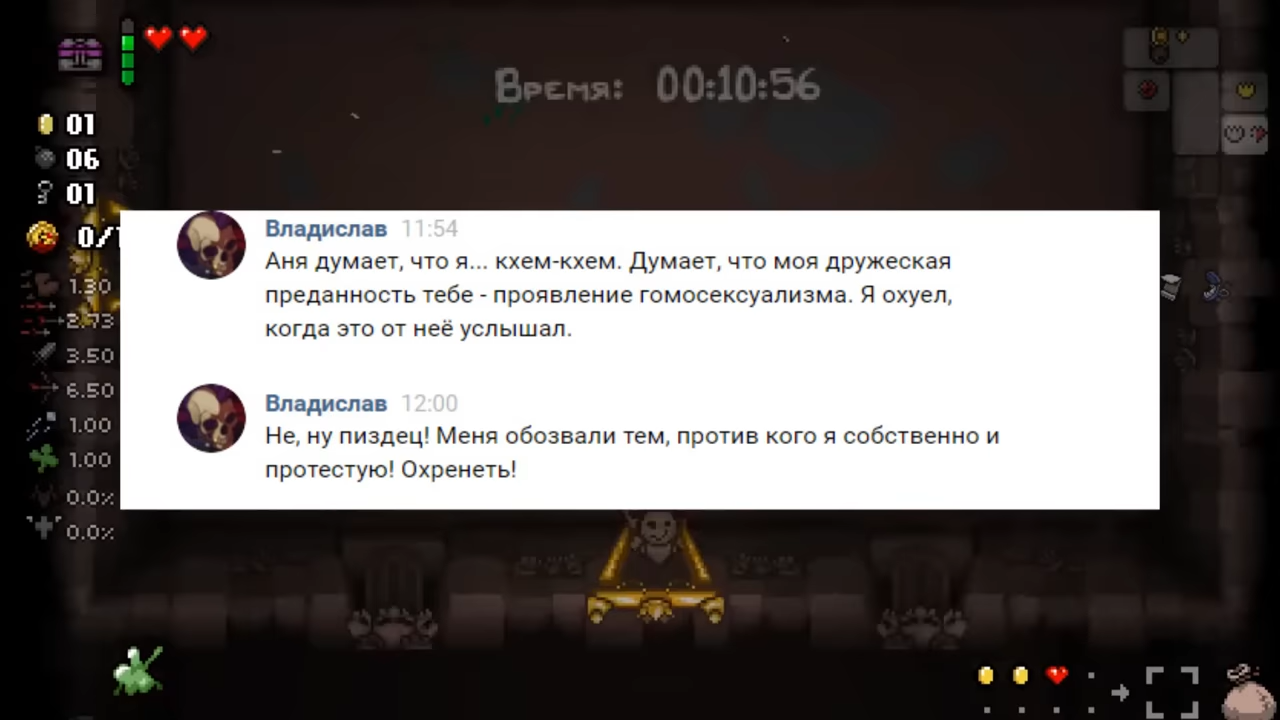 Время: 00:10:56
01
06
01
0/1
1.30
2.73
3.50
6.50
1.00
1.00
0.0%
0.0%
Владислав 11:54
Аня думает, что я... кхем-кхем. Думает, что моя дружеская
преданность тебе - проявление гомосексуализма. Я охуел,
когда это от неё услышал.
Владислав 12:00
Не, ну пиздец! Меня обозвали тем, против кого я собственно и
протестую! Охренеть!